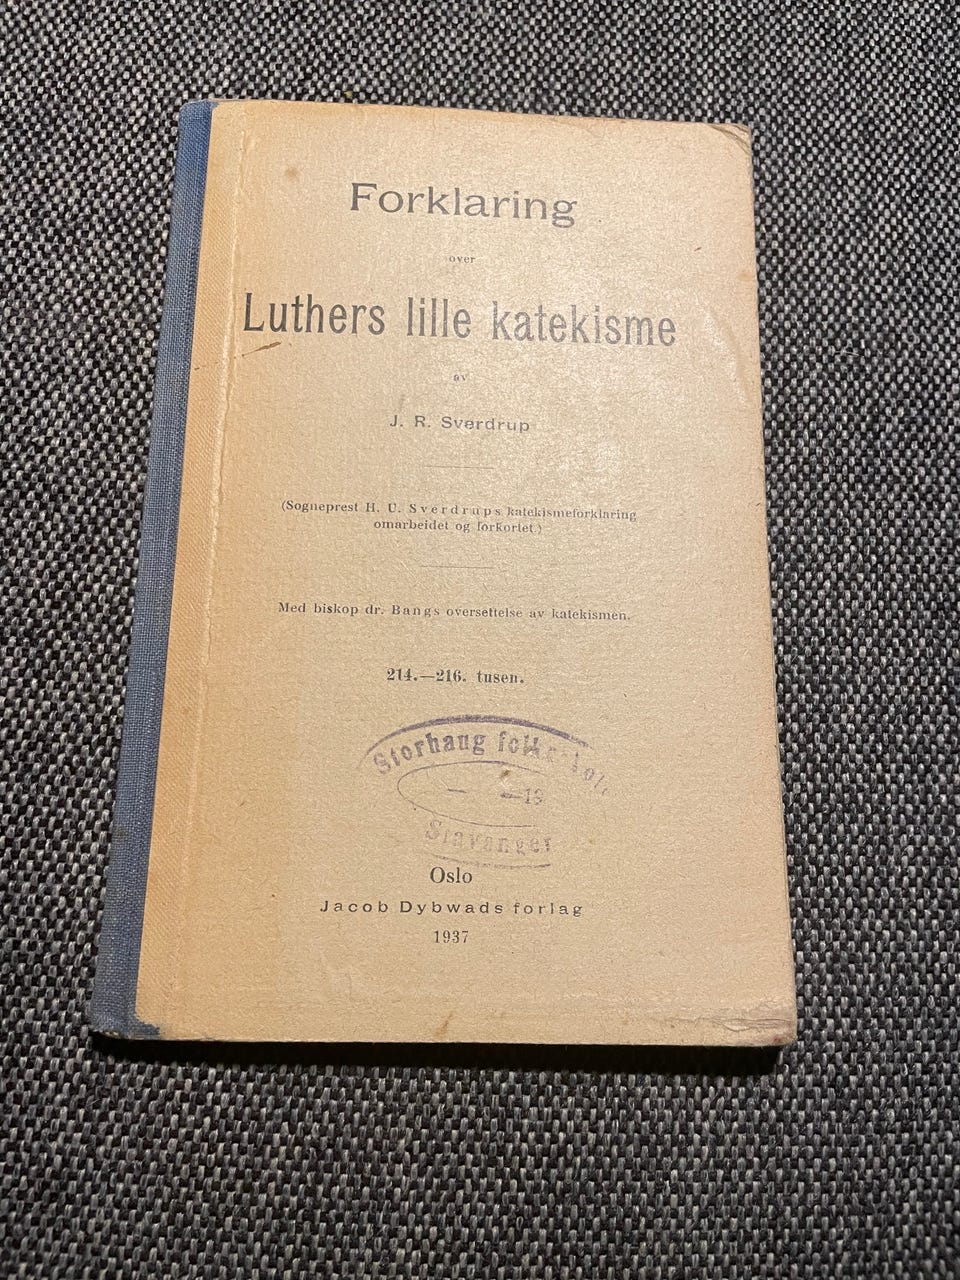 Forklaring
over
Luthers lille katekisme
av
J. R. Sverdrup
(Sogneprest H. U. Sverdrups katekismeforklaring
omarbeidet og forkortet.)
Med biskop dr. Bangs oversettelse av katekismen.
214.—216. tusen.
Storhaug
— —19
Stavanger
Oslo
Jacob Dybwads forlag
1937